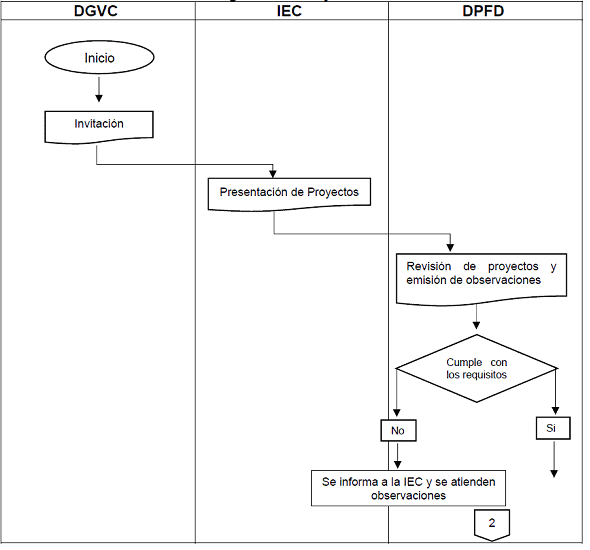 DGVC IEC DPFD
Inicio
Invitación
Presentación de Proyectos
Revisión de proyectos y
emisión de observaciones
Cumple con
los requisitos
No
Si
Se informa a la IEC y se atienden
observaciones
2